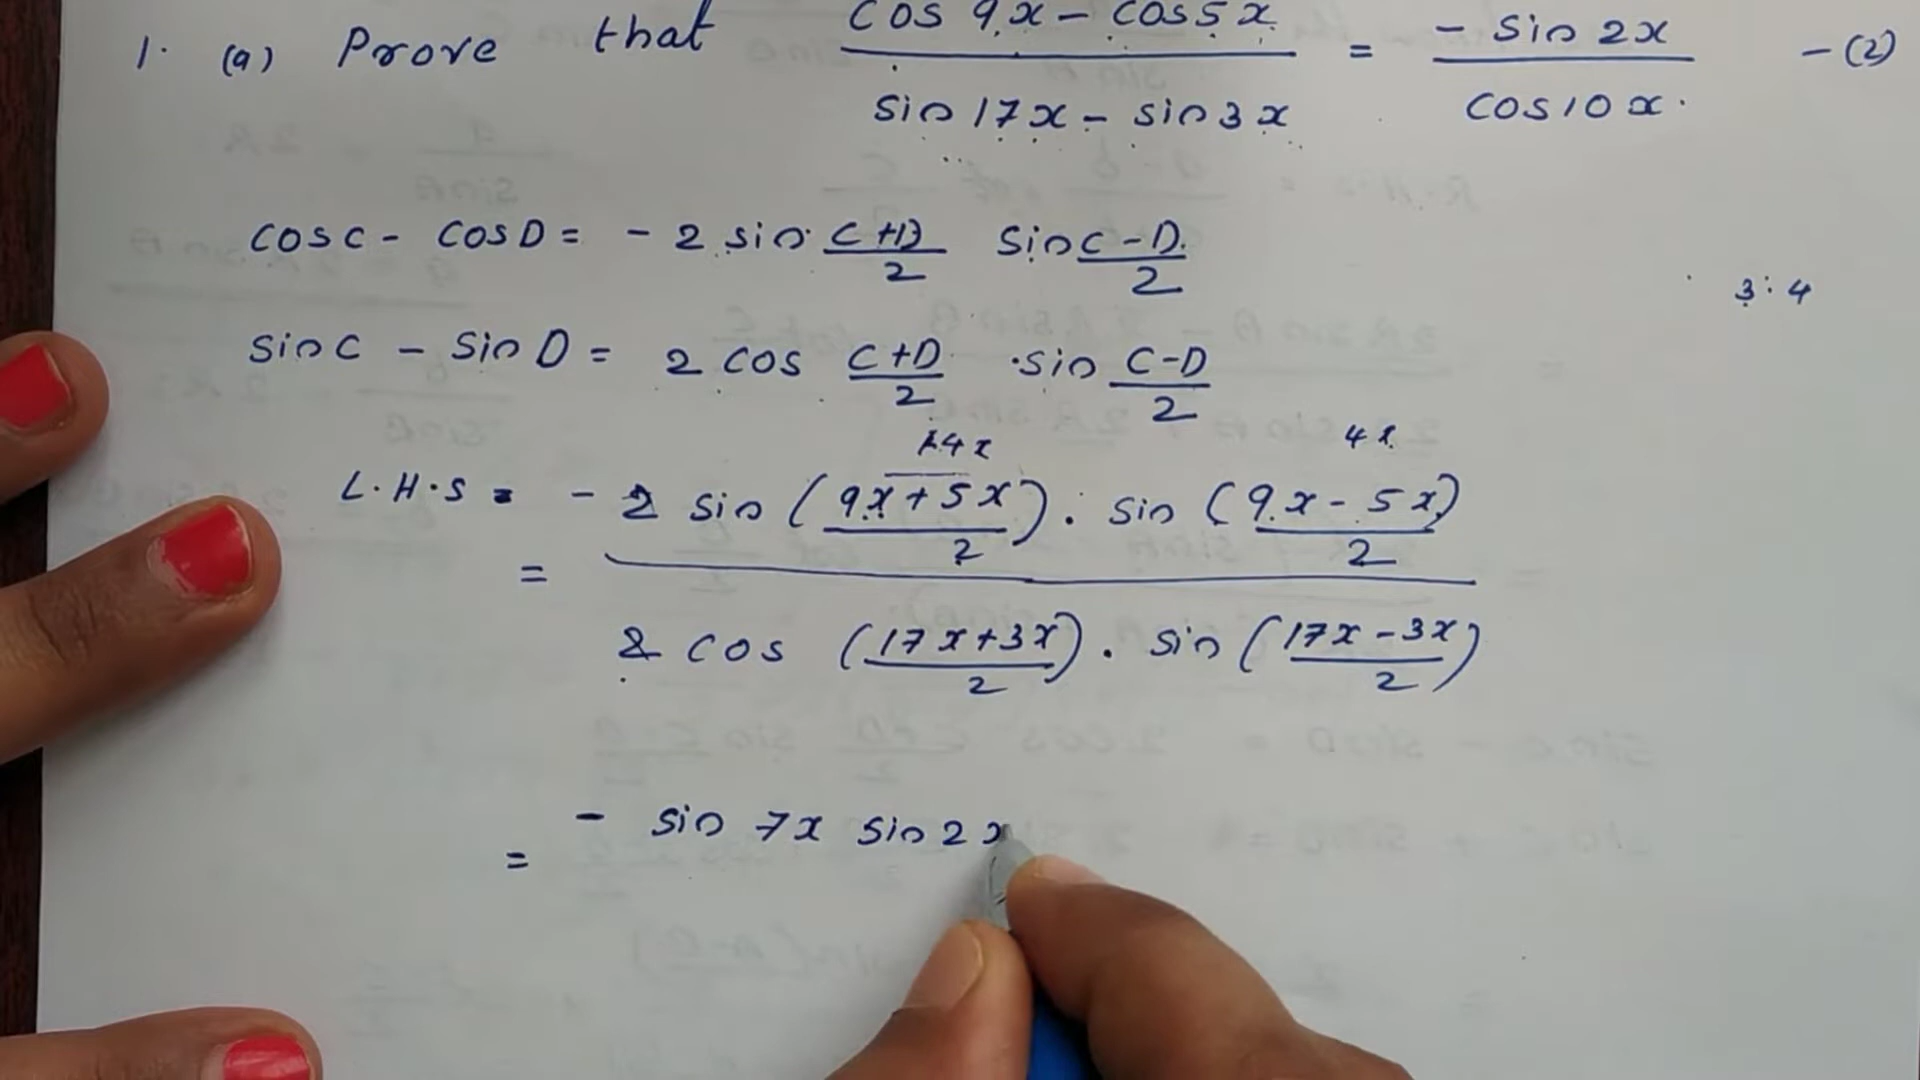 1. (a) Prove that cos 9x - cos 5x / sin 17x - sin 3x = - sin 2x / cos 10x. - (2)
cos C - cos D = - 2 sin C+D/2 sin C-D/2
3:4
sin C - sin D = 2 cos C+D/2 . sin C-D/2
14x 4x
L.H.S = - 2 sin (9x+5x/2) . sin (9x-5x/2)
= 2 cos (17x+3x/2) . sin (17x-3x/2)
= - sin 7x sin 2x